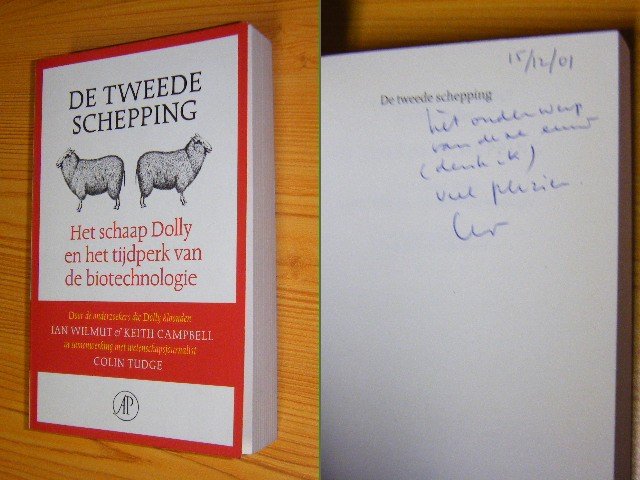 DE TWEEDE
SCHEPPING
Het schaap Dolly
en het tijdperk van
de biotechnologie
Door de onderzoekers die Dolly kloonden
IAN WILMUT & KEITH CAMPBELL
in samenwerking met wetenschapsjournalist
COLIN TUDGE
AP
15/12/01
De tweede schepping
hét onderwerp
van deze eeuw
(denk ik)
veel plezier